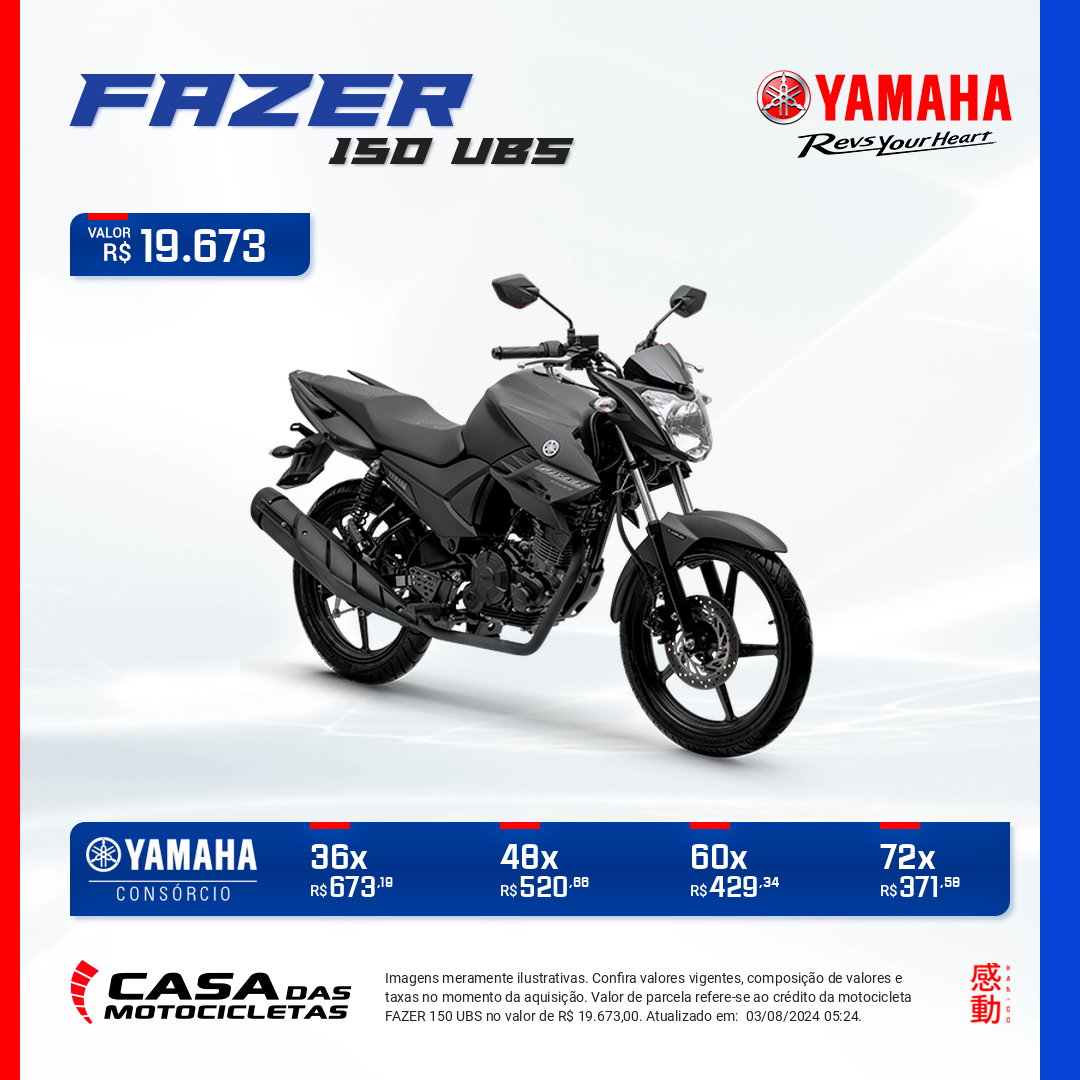 FAZER
150 UBS
YAMAHA
Revs Your Heart
VALOR
R$ 19.673
YAMAHA
FAZER
YAMAHA
CONSÓRCIO
36x
R$ 673,19
48x
R$ 520,66
60x
R$ 429,34
72x
R$ 371,58
CASA DAS
MOTOCICLETAS
Imagens meramente ilustrativas. Confira valores vigentes, composição de valores e
taxas no momento da aquisição. Valor de parcela refere-se ao crédito da motocicleta
FAZER 150 UBS no valor de R$ 19.673,00. Atualizado em: 03/08/2024 05:24.
感動